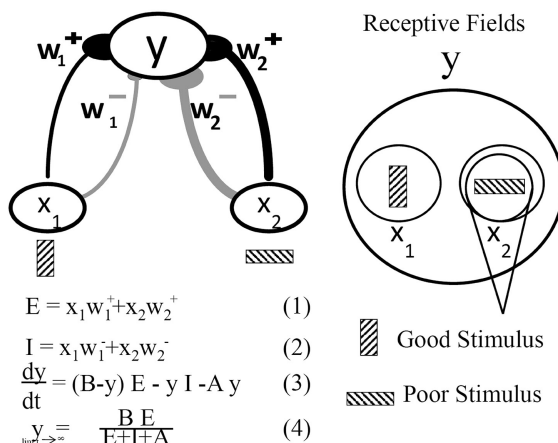 Receptive Fields
y
y
w₁⁺
w₂⁺
w₁⁻
w₂⁻
x₁
x₂
x₁
x₂
E = x₁w₁⁺+x₂w₂⁺ (1)
I = x₁w₁⁻+x₂w₂⁻ (2)
dy/dt = (B-y) E - y I -A y (3)
y = B E / E+I+A (4)
Good Stimulus
Poor Stimulus